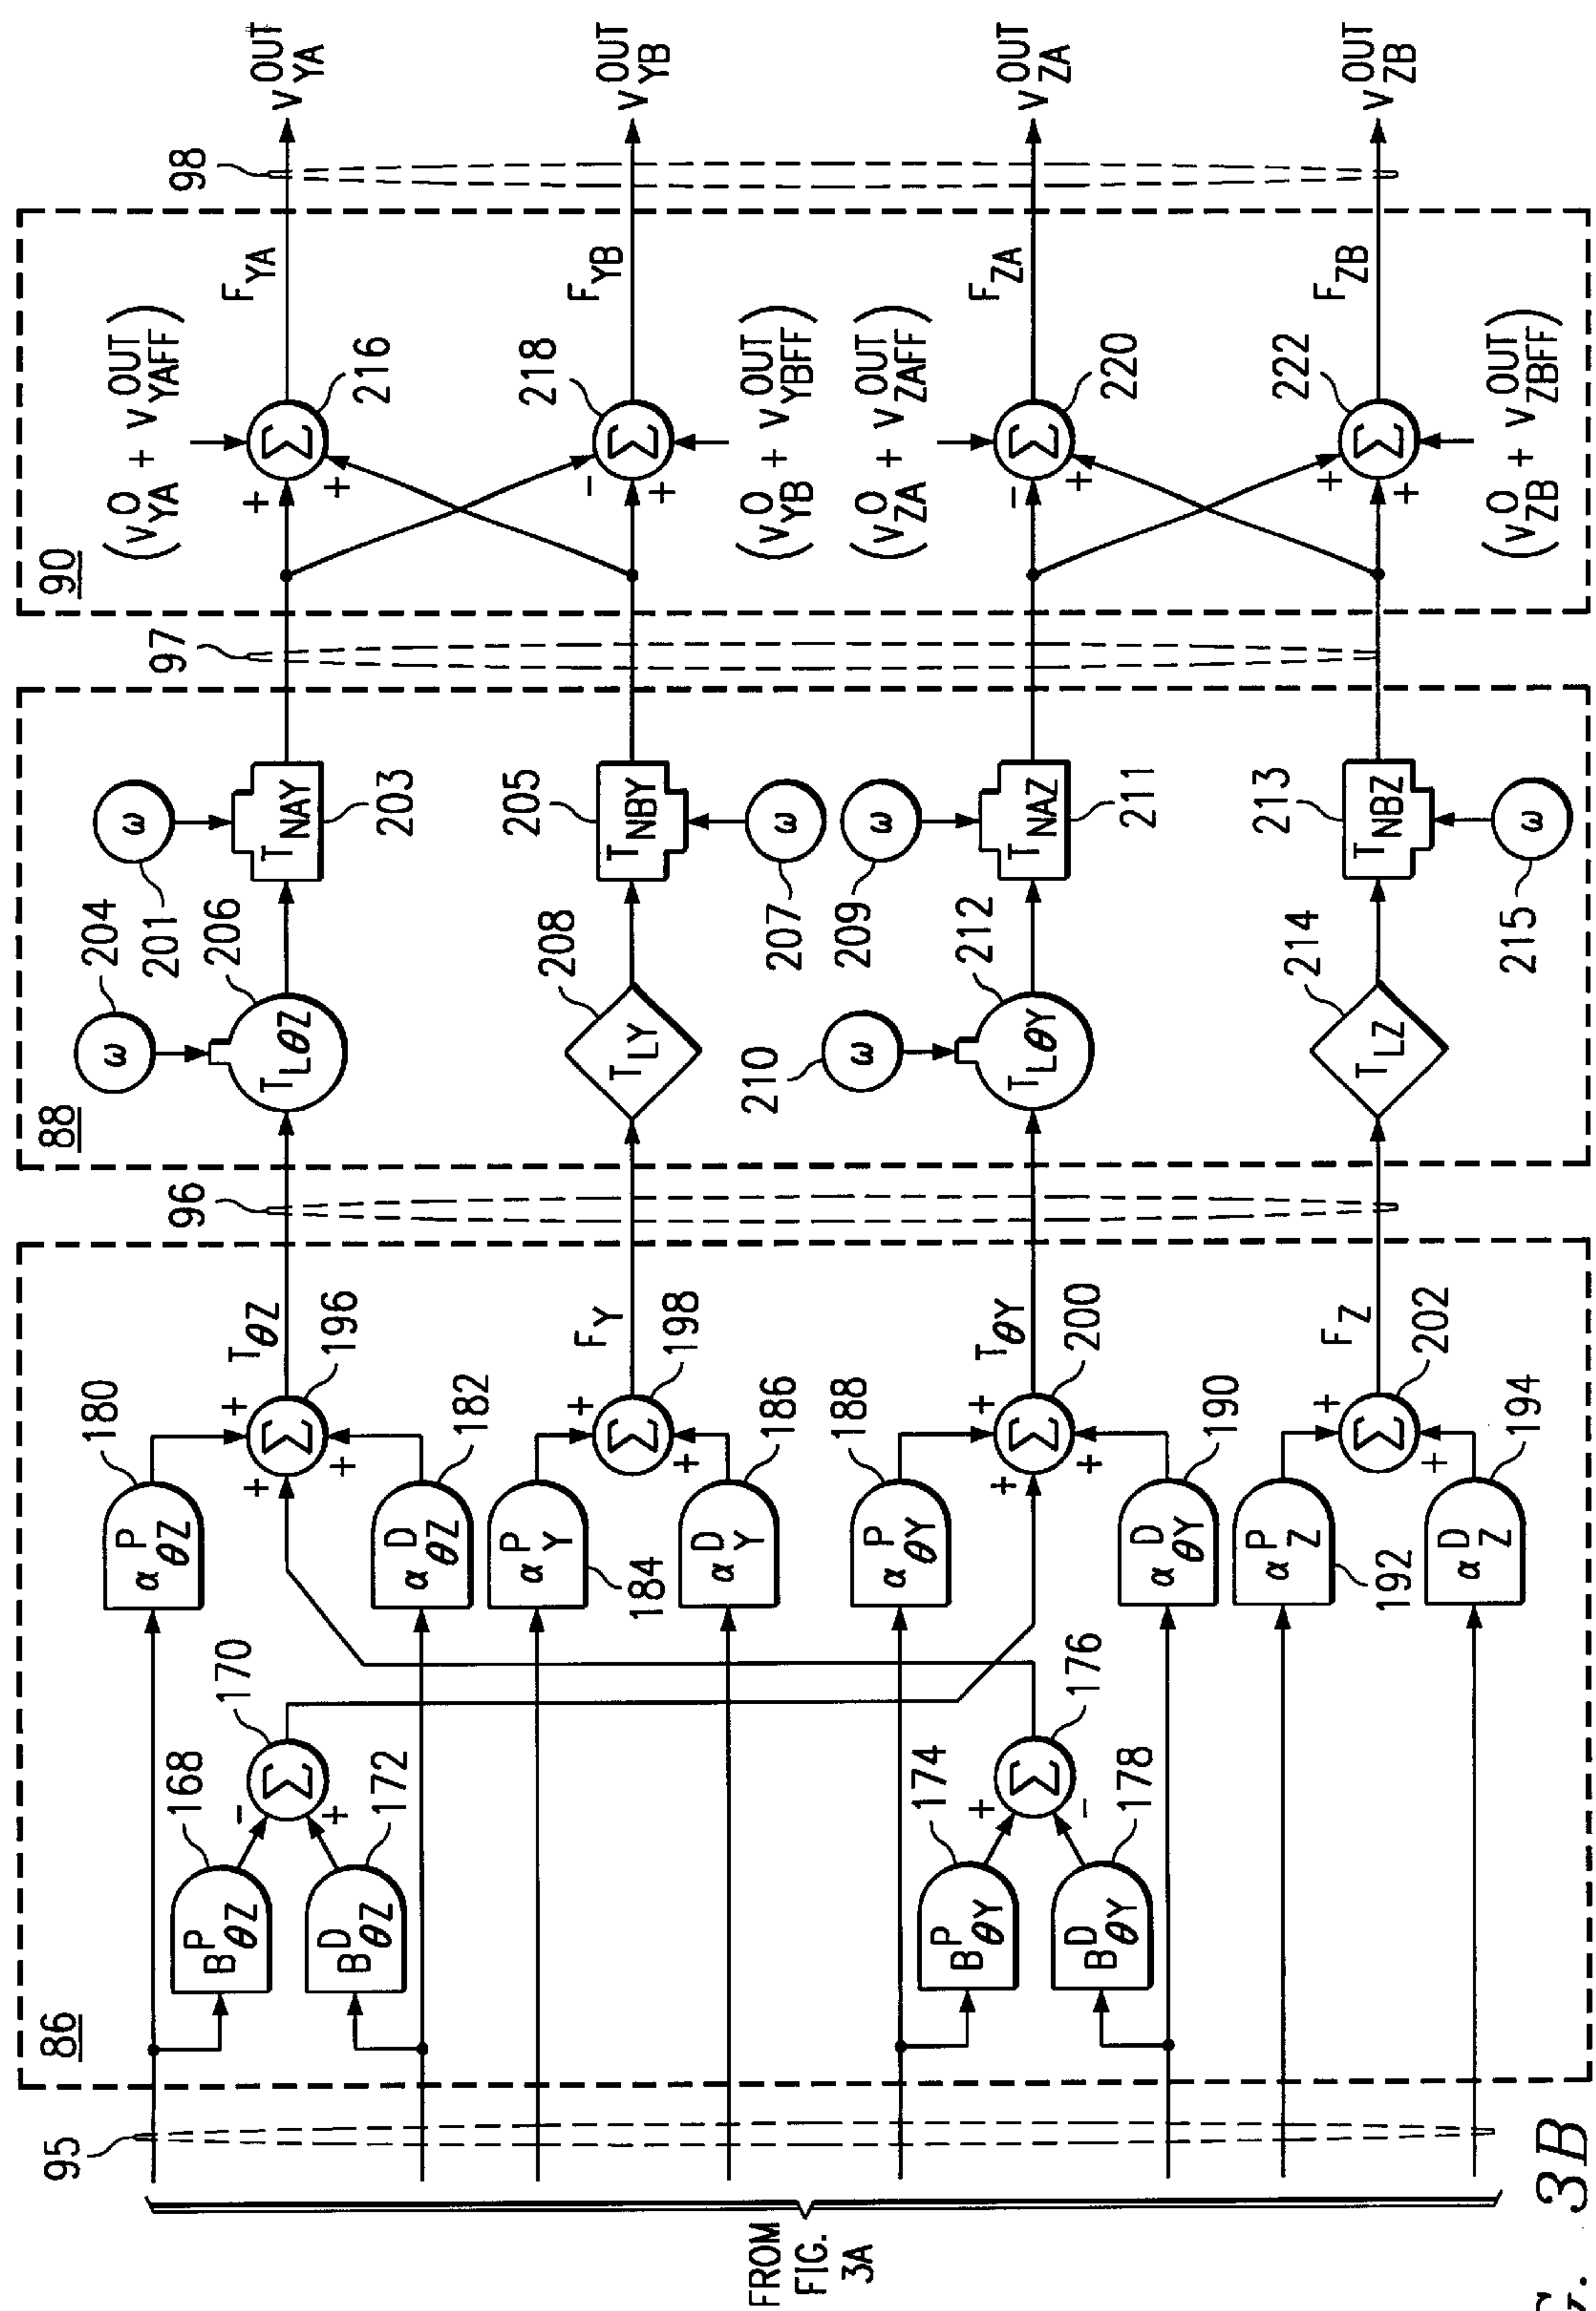 FROM
FIG.
3A
95
86
B^P_θZ
168
B^D_θZ
172
170
-
+
α^P_θZ
180
α^D_θZ
182
α^P_Y
184
α^D_Y
186
B^P_θY
174
B^D_θY
178
176
+
-
α^P_θY
188
α^D_θY
190
α^P_Z
192
α^D_Z
194
Σ
Σ
Σ
196
+
+
+
T_θZ
Σ
198
+
+
F_Y
Σ
200
+
+
+
T_θY
Σ
202
+
+
F_Z
96
88
ω
204
T_LθZ
206
ω
201
T_NAY
203
T_LY
208
T_NBY
205
ω
207
ω
210
T_LθY
212
ω
209
T_NAZ
211
T_LZ
214
T_NBZ
213
ω
215
97
90
(V^O_YA + V^OUT_YAFF)
+
+
Σ
216
F_YA
-
+
Σ
218
F_YB
(V^O_YB + V^OUT_YBFF)
(V^O_ZA + V^OUT_ZAFF)
-
+
Σ
220
F_ZA
+
+
Σ
222
F_ZB
(V^O_ZB + V^OUT_ZBFF)
98
V^OUT_YA
V^OUT_YB
V^OUT_ZA
V^OUT_ZB
3B